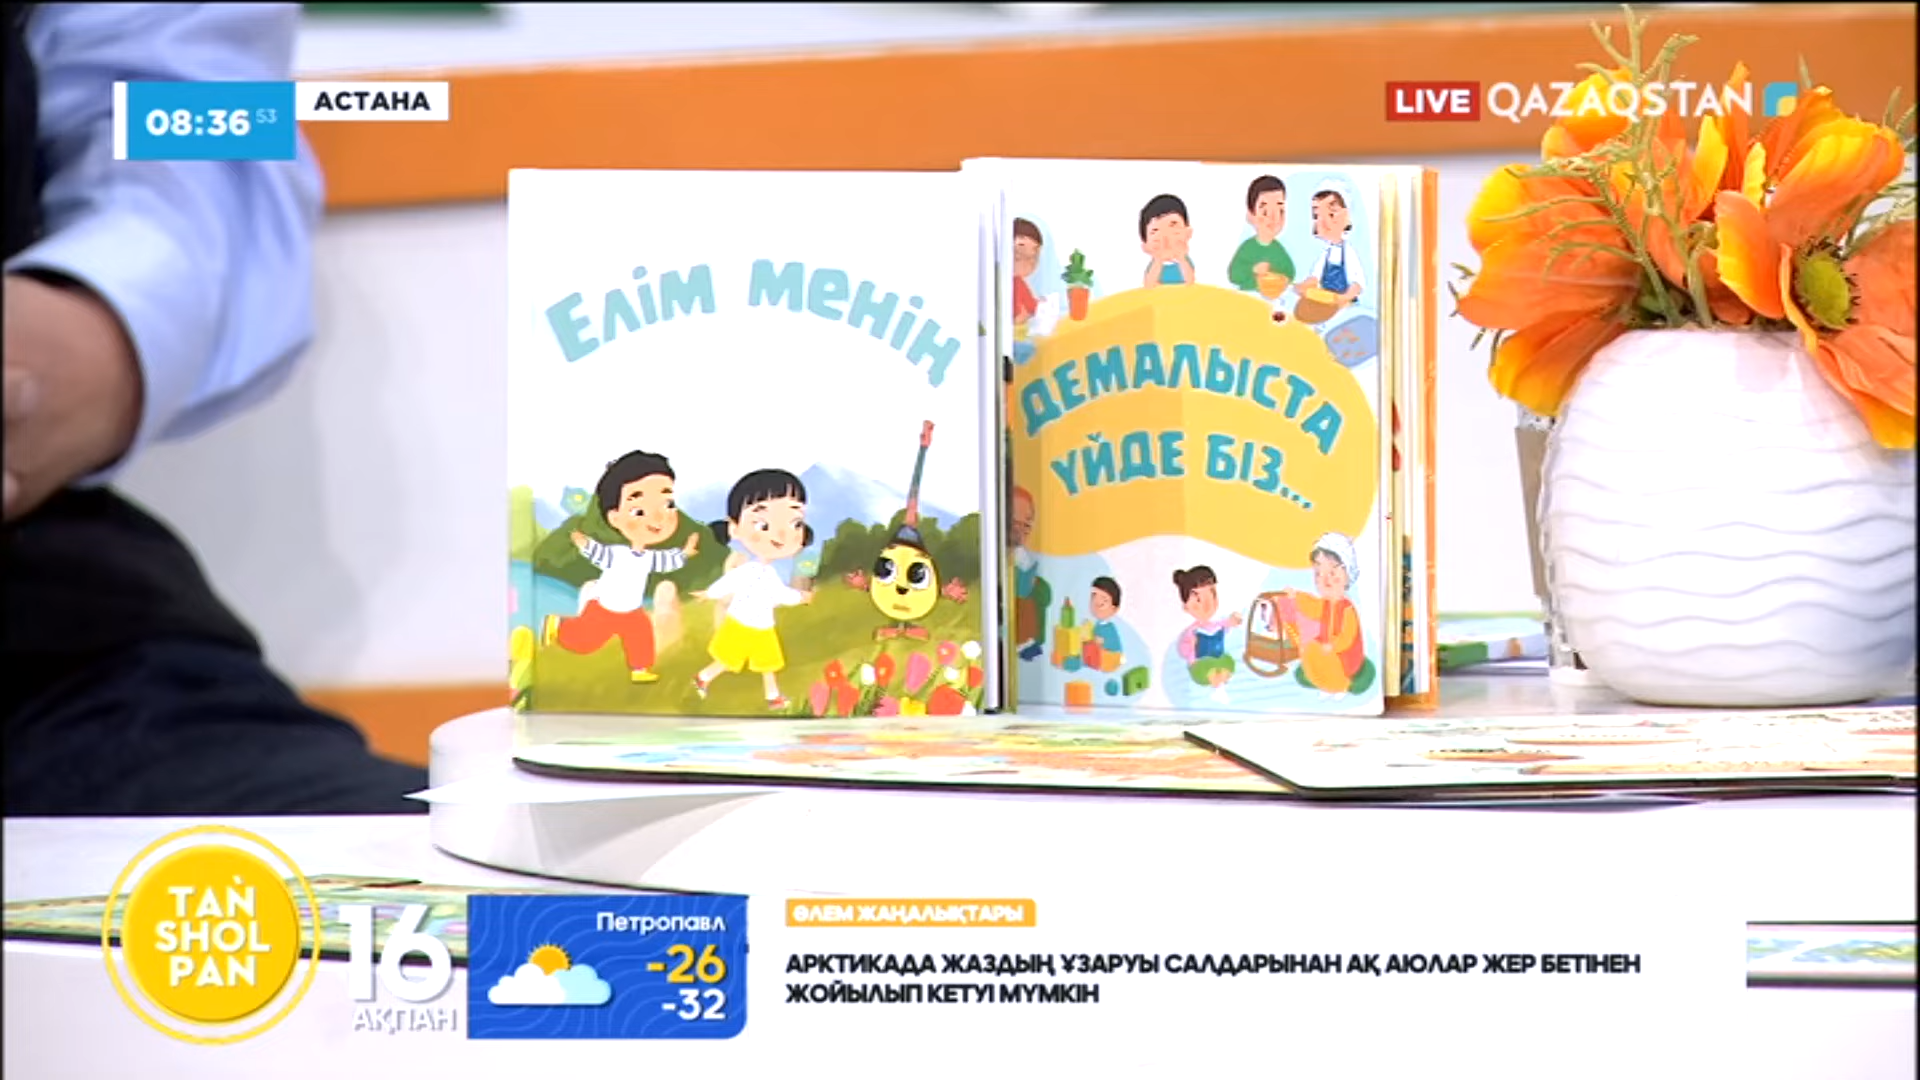 08:36 53
АСТАНА
LIVE QAZAQSTAN
Елім менің
ДЕМАЛЫСТА
ҮЙДЕ БІЗ...
TAŃ
SHOL
PAN
16
АҚПАН
Петропавл
-26
-32
ӘЛЕМ ЖАҢАЛЫҚТАРЫ
АРКТИКАДА ЖАЗДЫҢ ҰЗАРУЫ САЛДАРЫНАН АҚ АЮЛАР ЖЕР БЕТІНЕН
ЖОЙЫЛЫП КЕТУІ МҮМКІН